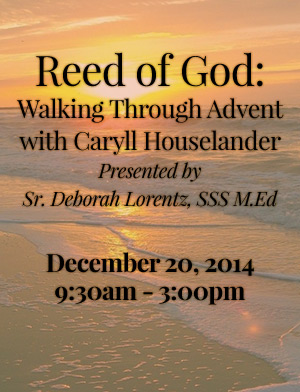 Reed of God:
Walking Through Advent
with Caryll Houselander
Presented by
Sr. Deborah Lorentz, SSS M.Ed
December 20, 2014
9:30am - 3:00pm